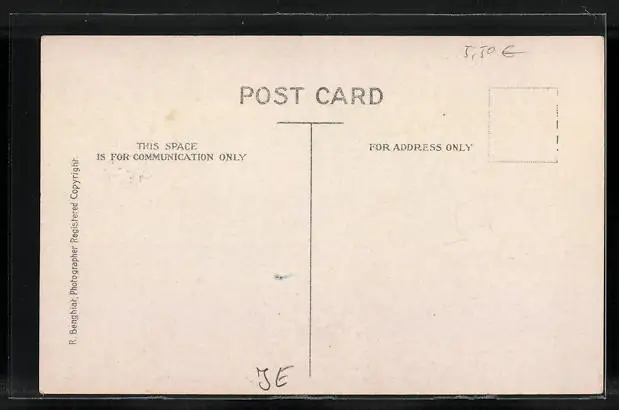 5,50 €
POST CARD
THIS SPACE
IS FOR COMMUNICATION ONLY
FOR ADDRESS ONLY
R. Benghiat, Photographer Registered Copyright.
JE